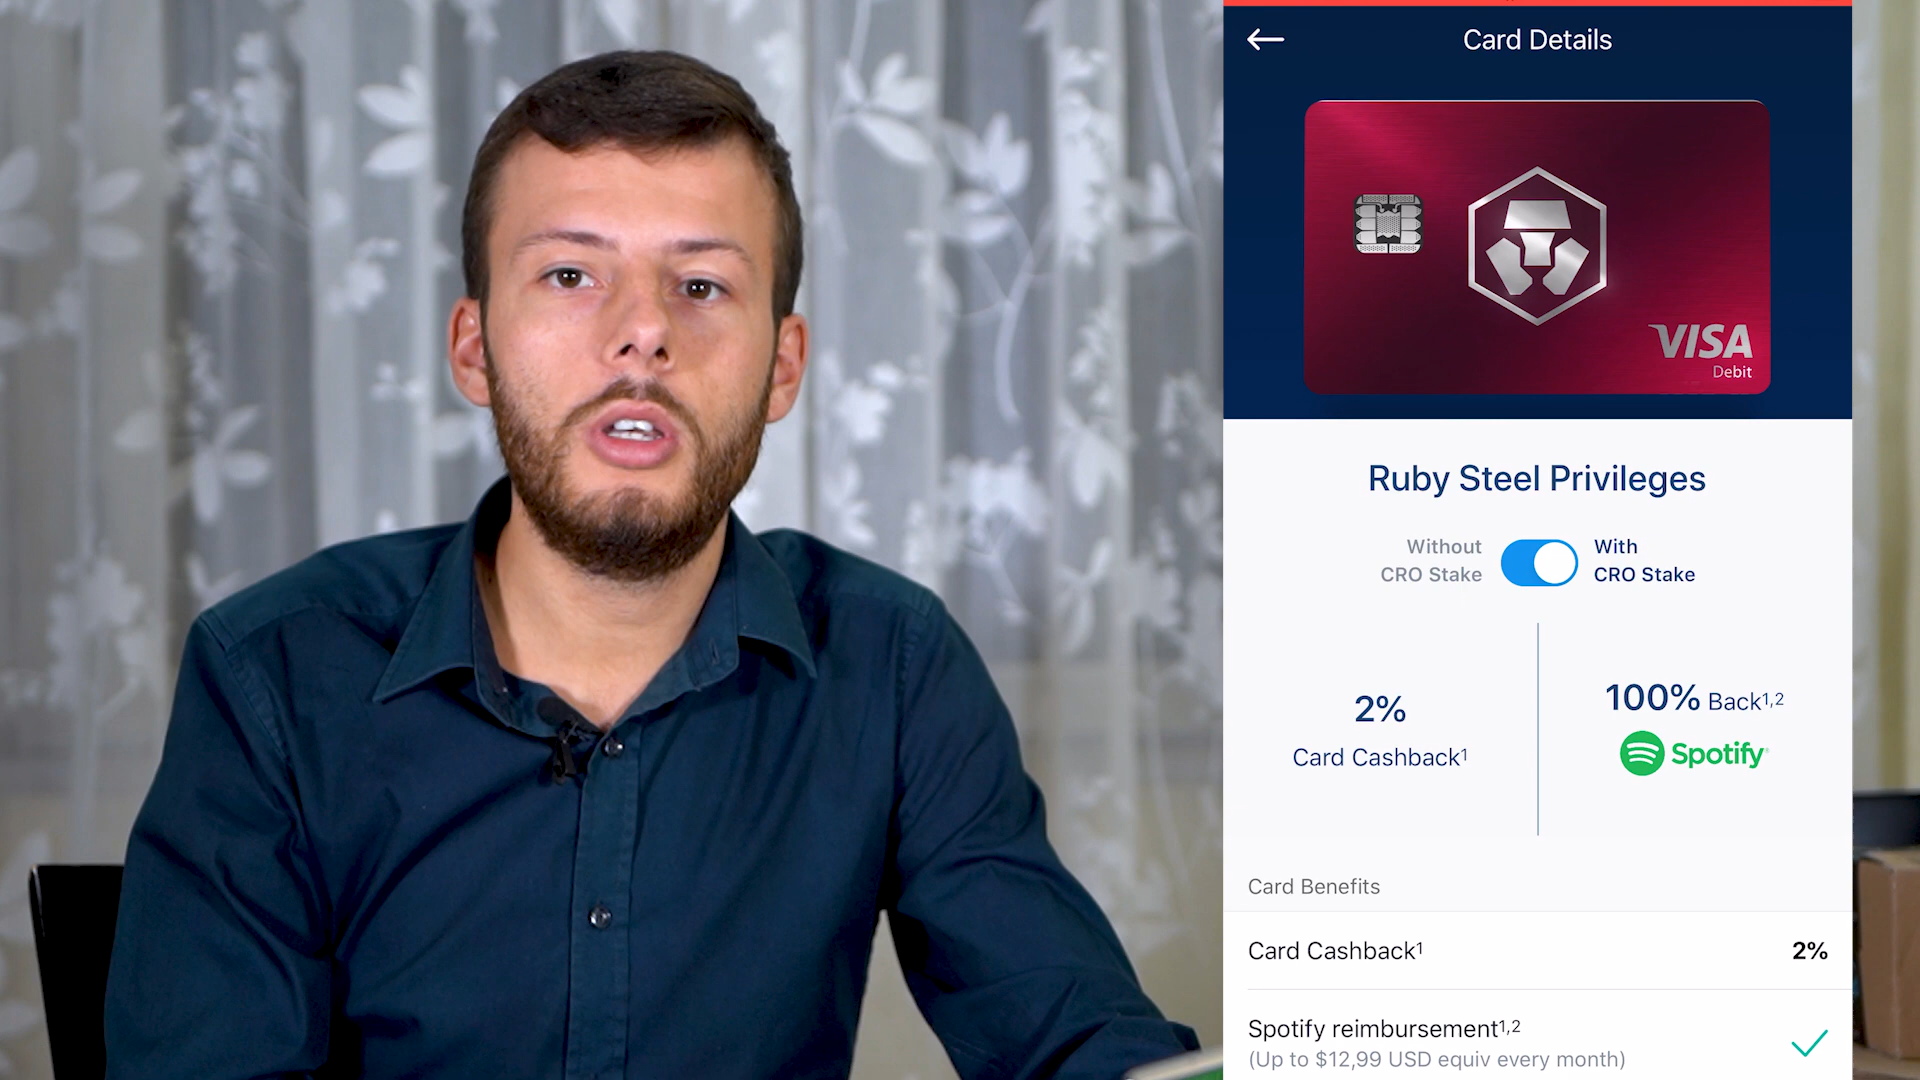 Card Details
VISA
Debit
Ruby Steel Privileges
Without
CRO Stake
With
CRO Stake
2%
Card Cashback¹
100% Back¹,²
Spotify®
Card Benefits
Card Cashback¹ 2%
Spotify reimbursement¹,²
(Up to $12,99 USD equiv every month)